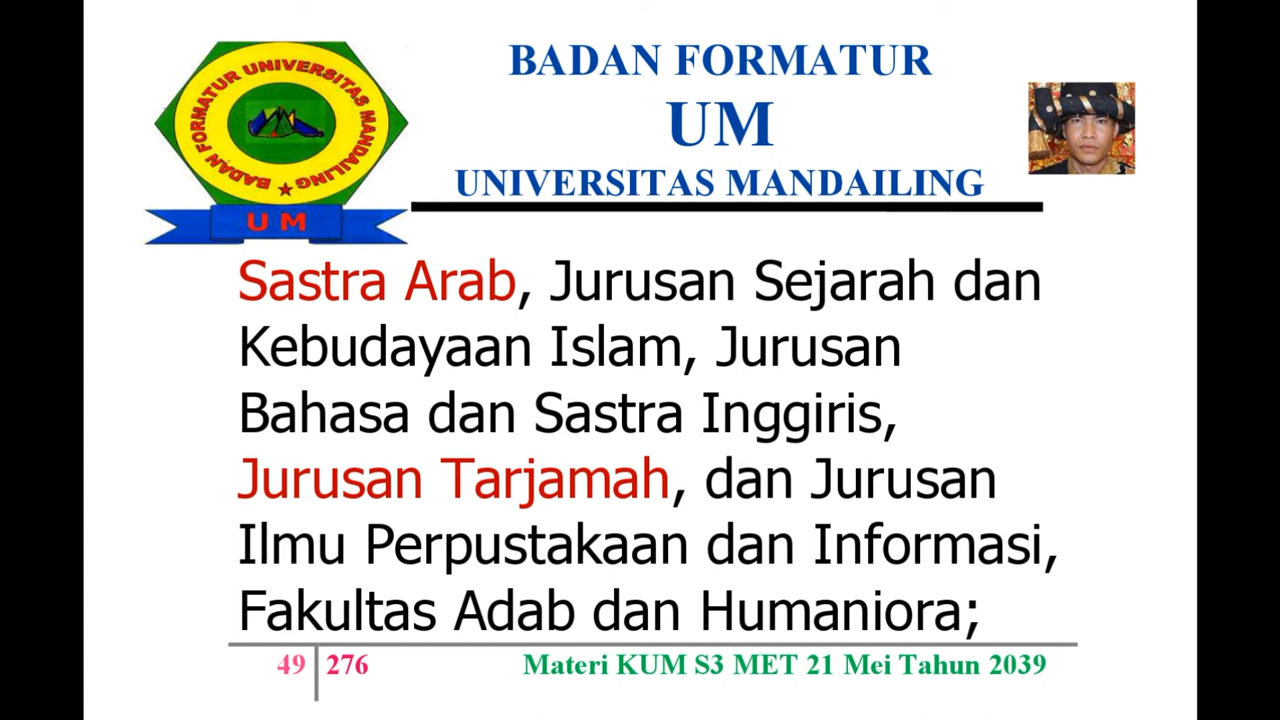 BADAN FORMATUR UNIVERSITAS MANDAILING
UM
BADAN FORMATUR
UM
UNIVERSITAS MANDAILING
Sastra Arab, Jurusan Sejarah dan
Kebudayaan Islam, Jurusan
Bahasa dan Sastra Inggiris,
Jurusan Tarjamah, dan Jurusan
Ilmu Perpustakaan dan Informasi,
Fakultas Adab dan Humaniora;
49 276 Materi KUM S3 MET 21 Mei Tahun 2039